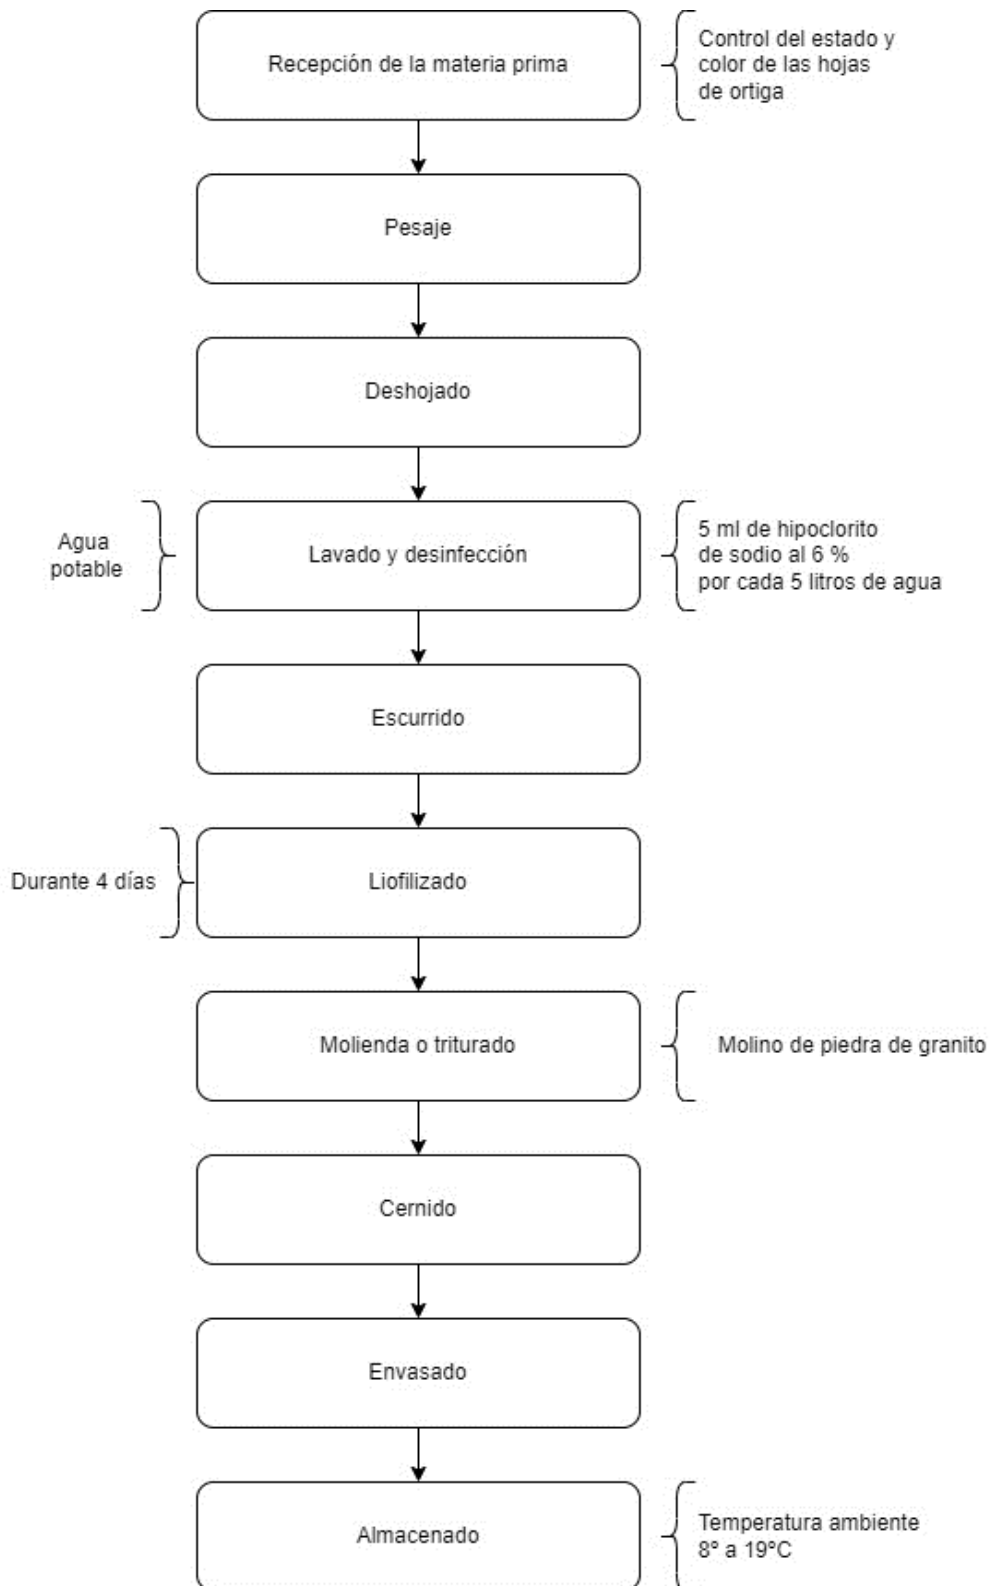 Recepción de la materia prima
Control del estado y
color de las hojas
de ortiga
Pesaje
Deshojado
Agua
potable
Lavado y desinfección
5 ml de hipoclorito
de sodio al 6 %
por cada 5 litros de agua
Escurrido
Durante 4 días
Liofilizado
Molienda o triturado
Molino de piedra de granito
Cernido
Envasado
Almacenado
Temperatura ambiente
8º a 19ºC